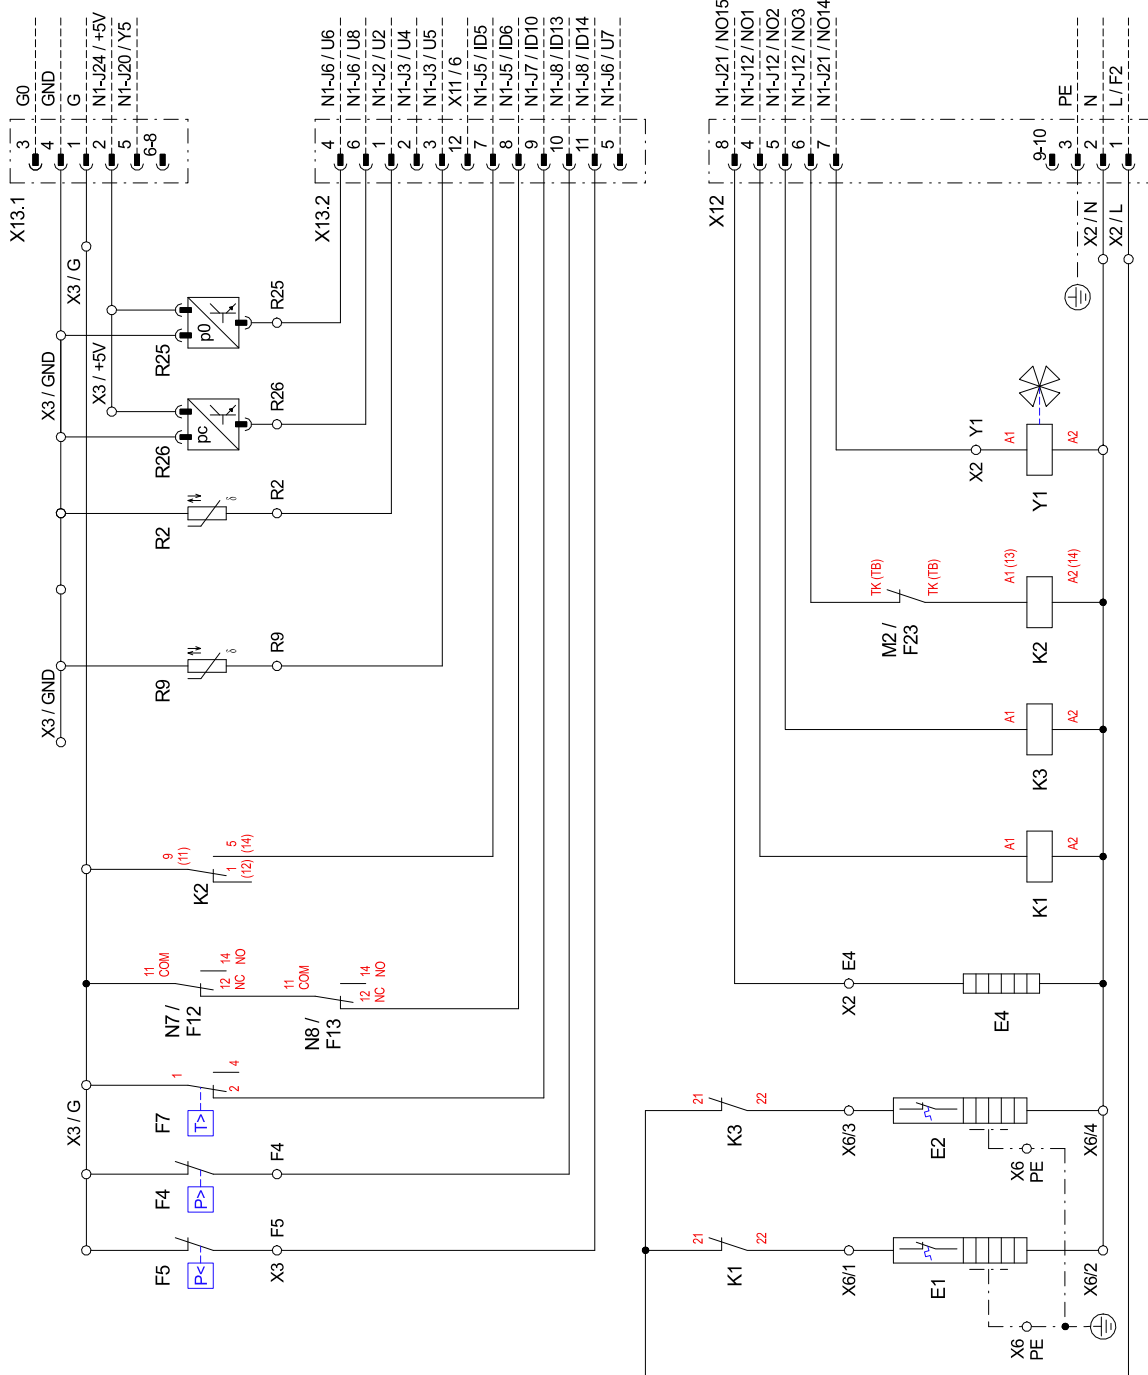 G0
GND
G
N1-J24 / +5V
N1-J20 / Y5
3
4
1
2
5
6-8
X13.1
N1-J6 / U6
N1-J6 / U8
N1-J2 / U2
N1-J3 / U4
N1-J3 / U5
X11 / 6
N1-J5 / ID5
N1-J5 / ID6
N1-J7 / ID10
N1-J8 / ID13
N1-J8 / ID14
N1-J6 / U7
4
6
1
2
3
12
7
8
9
10
11
5
X13.2
N1-J21 / NO15
N1-J12 / NO1
N1-J12 / NO2
N1-J12 / NO3
N1-J21 / NO14
8
4
5
6
7
X12
PE
N
L / F2
9-10
3
2
1
X2 / N
X2 / L
X3 / G
X3 / GND
X3 / +5V
R25
p0
R25
R26
pc
R26
R2
δ
R2
X3 / GND
R9
δ
R9
Y1
X2
A1
A2
Y1
TK (TB)
TK (TB)
M2 /
F23
A1 (13)
A2 (14)
K2
A1
A2
K3
A1
A2
K1
9
(11)
5
(14)
1
(12)
K2
11
COM
14
NO
12
NC
N7 /
F12
11
COM
14
NO
12
NC
N8 /
F13
E4
X2
E4
1
4
2
F7
T>
X3 / G
F4
P>
F4
F5
P<
F5
X3
21
22
K3
X6/3
E2
X6
PE
X6/4
21
22
K1
X6/1
E1
X6
PE
X6/2